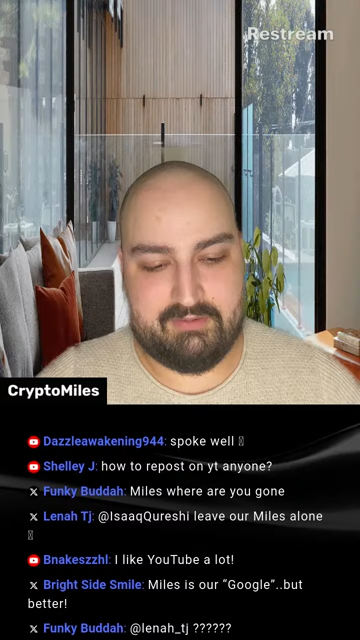 Restream
CryptoMiles
Dazzleawakening944: spoke well
Shelley J: how to repost on yt anyone?
Funky Buddah: Miles where are you gone
Lenah Tj: @IsaaqQureshi leave our Miles alone
Bnakeszzhl: I like YouTube a lot!
Bright Side Smile: Miles is our “Google”..but
better!
Funky Buddah: @lenah_tj ??????